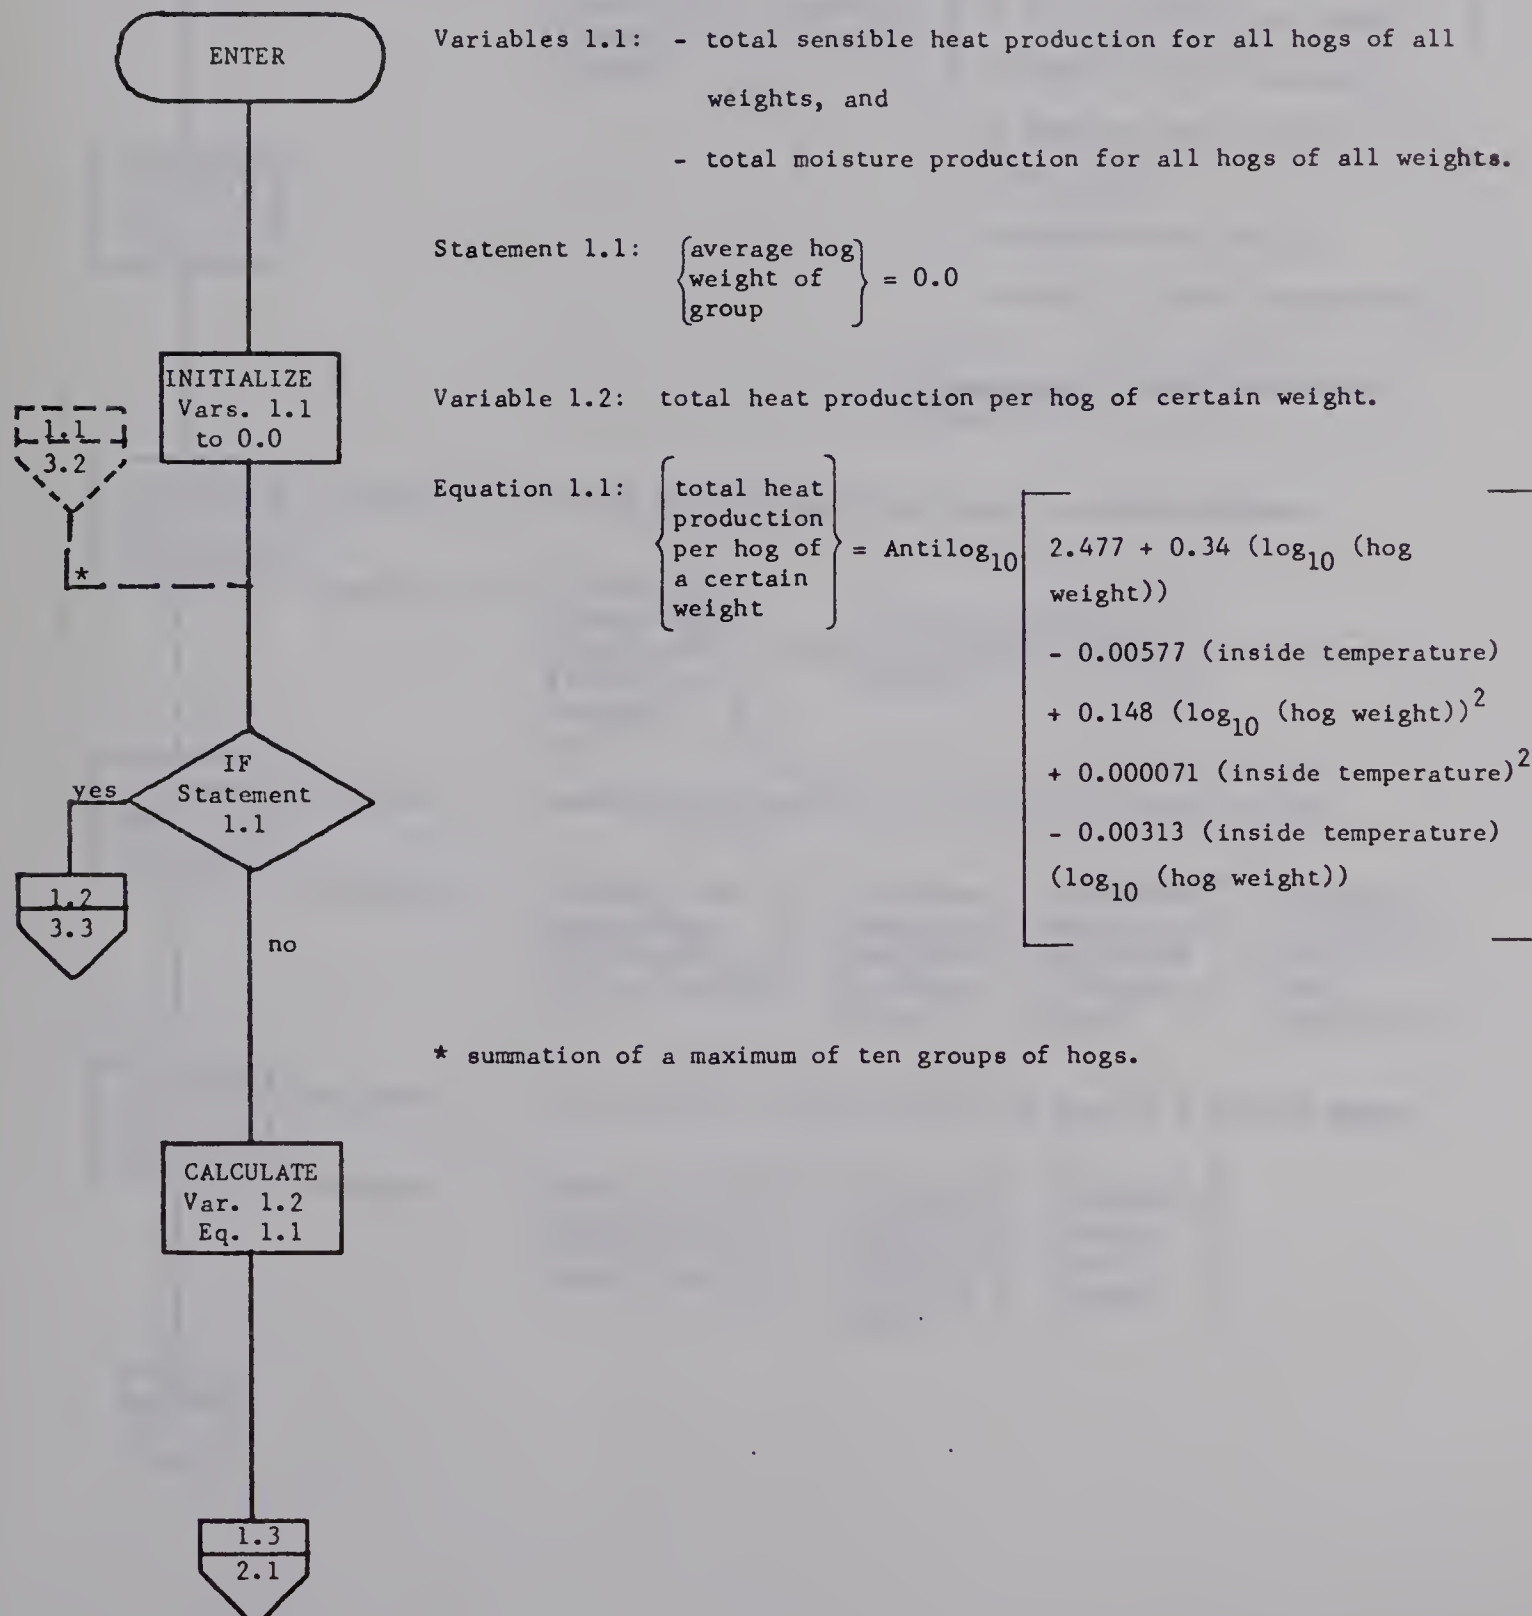 ENTER
Variables 1.1: - total sensible heat production for all hogs of all
weights, and
- total moisture production for all hogs of all weights.
Statement 1.1: {average hog
weight of
group} = 0.0
INITIALIZE
Vars. 1.1
to 0.0
1.1
3.2
*
Variable 1.2: total heat production per hog of certain weight.
Equation 1.1: {total heat
production
per hog of
a certain
weight} = Antilog10
[2.477 + 0.34 (log10 (hog
weight))
- 0.00577 (inside temperature)
+ 0.148 (log10 (hog weight))^2
+ 0.000071 (inside temperature)^2
- 0.00313 (inside temperature)
(log10 (hog weight))]
IF
Statement
1.1
yes
1.2
3.3
no
* summation of a maximum of ten groups of hogs.
CALCULATE
Var. 1.2
Eq. 1.1
1.3
2.1